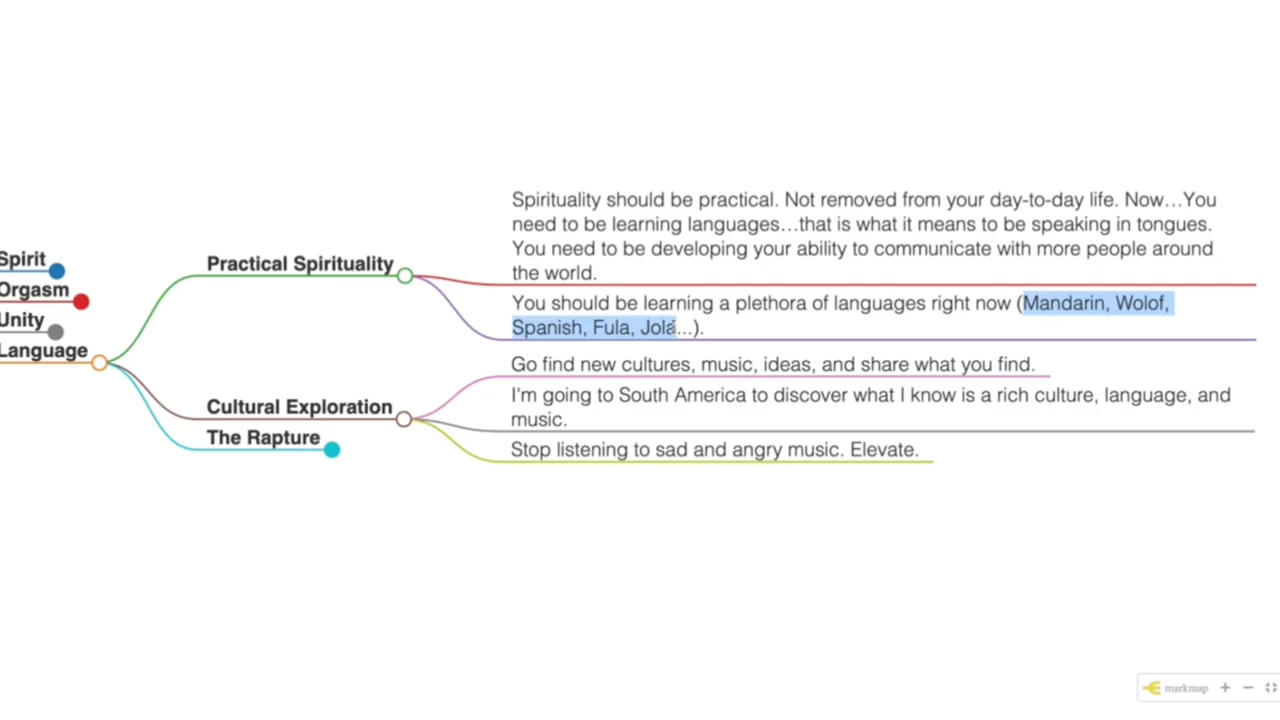 Spirit
Orgasm
Unity
Language
Practical Spirituality
Spirituality should be practical. Not removed from your day-to-day life. Now…You
need to be learning languages…that is what it means to be speaking in tongues.
You need to be developing your ability to communicate with more people around
the world.
You should be learning a plethora of languages right now (Mandarin, Wolof,
Spanish, Fula, Jola...).
Cultural Exploration
Go find new cultures, music, ideas, and share what you find.
I'm going to South America to discover what I know is a rich culture, language, and
music.
Stop listening to sad and angry music. Elevate.
The Rapture
markmap